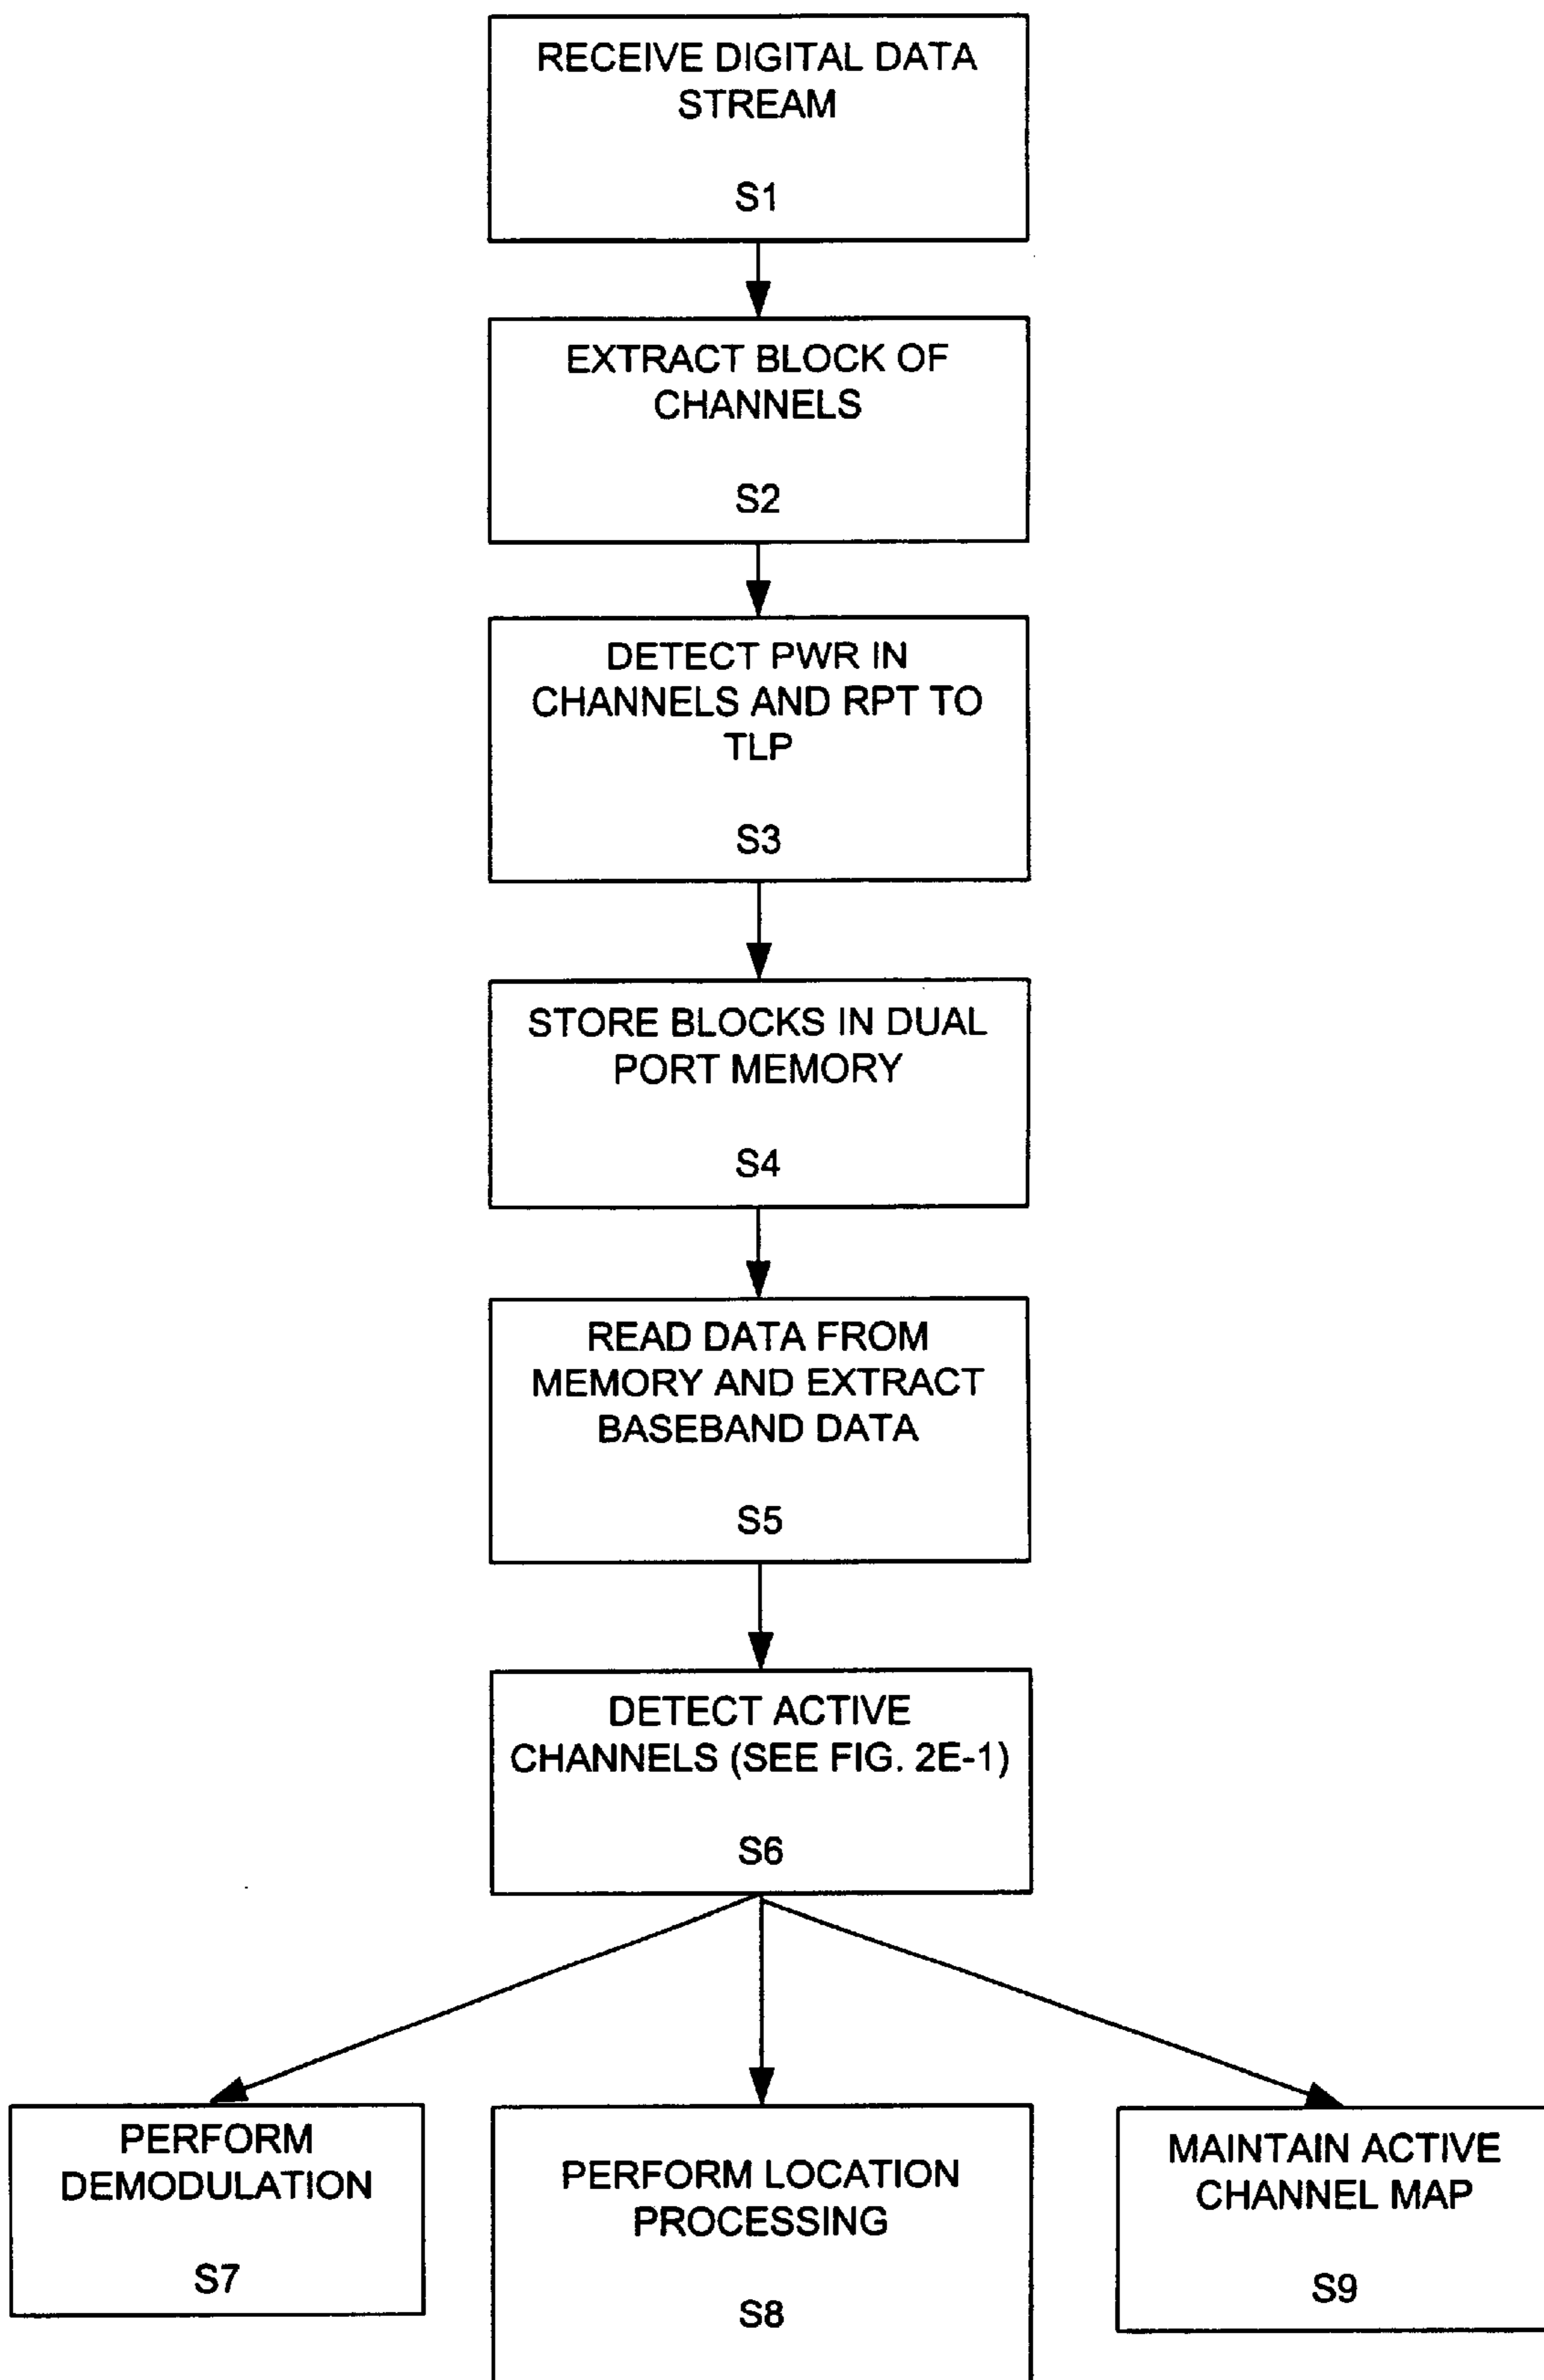 RECEIVE DIGITAL DATA
STREAM
S1
EXTRACT BLOCK OF
CHANNELS
S2
DETECT PWR IN
CHANNELS AND RPT TO
TLP
S3
STORE BLOCKS IN DUAL
PORT MEMORY
S4
READ DATA FROM
MEMORY AND EXTRACT
BASEBAND DATA
S5
DETECT ACTIVE
CHANNELS (SEE FIG. 2E-1)
S6
PERFORM
DEMODULATION
S7
PERFORM LOCATION
PROCESSING
S8
MAINTAIN ACTIVE
CHANNEL MAP
S9